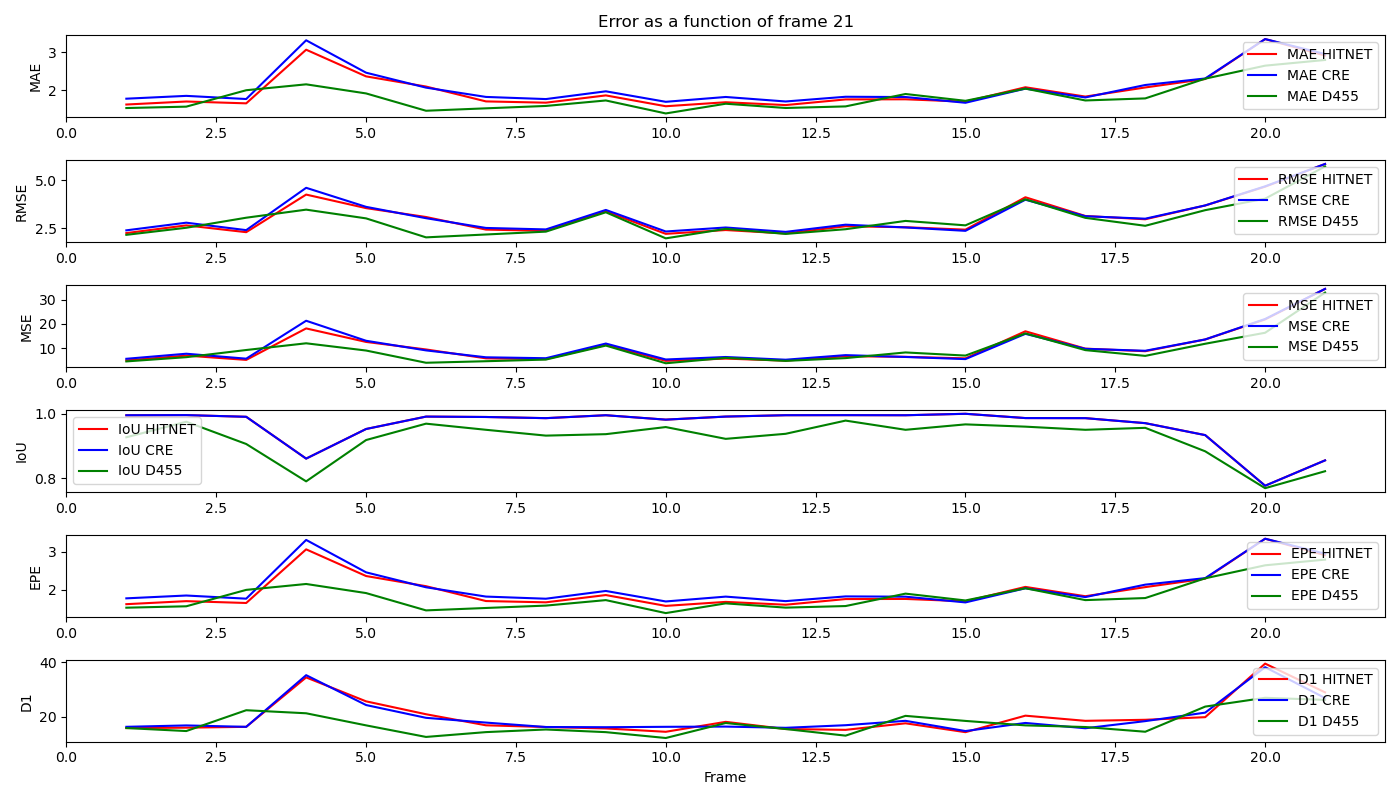 Error as a function of frame 21
MAE
3
2
MAE HITNET
MAE CRE
MAE D455
0.0 2.5 5.0 7.5 10.0 12.5 15.0 17.5 20.0
RMSE
5.0
2.5
RMSE HITNET
RMSE CRE
RMSE D455
0.0 2.5 5.0 7.5 10.0 12.5 15.0 17.5 20.0
MSE
30
20
10
MSE HITNET
MSE CRE
MSE D455
0.0 2.5 5.0 7.5 10.0 12.5 15.0 17.5 20.0
IoU
1.0
0.8
IoU HITNET
IoU CRE
IoU D455
0.0 2.5 5.0 7.5 10.0 12.5 15.0 17.5 20.0
EPE
3
2
EPE HITNET
EPE CRE
EPE D455
0.0 2.5 5.0 7.5 10.0 12.5 15.0 17.5 20.0
D1
40
20
D1 HITNET
D1 CRE
D1 D455
0.0 2.5 5.0 7.5 10.0 12.5 15.0 17.5 20.0
Frame